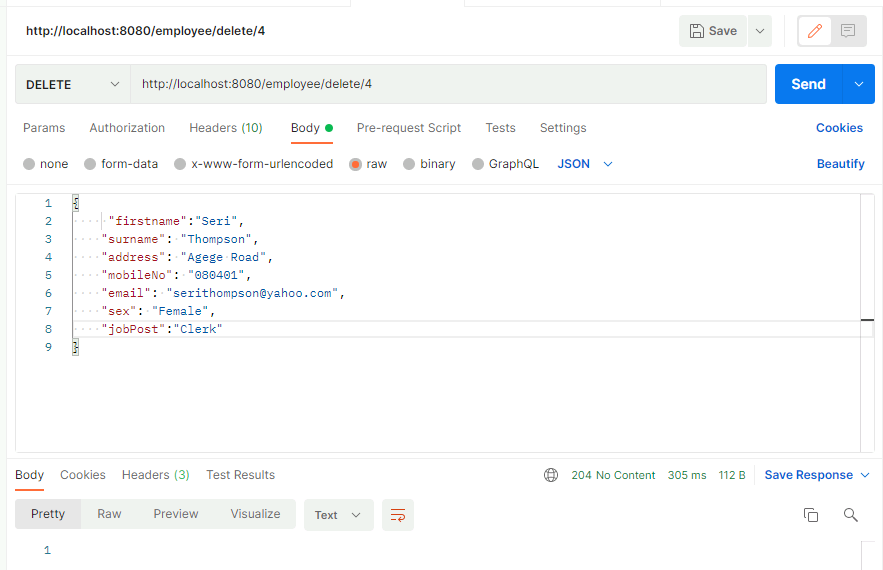 http://localhost:8080/employee/delete/4 Save
DELETE http://localhost:8080/employee/delete/4 Send
Params Authorization Headers (10) Body Pre-request Script Tests Settings Cookies
none form-data x-www-form-urlencoded raw binary GraphQL JSON Beautify
1 {
2 "firstname":"Seri",
3 "surname": "Thompson",
4 "address": "Agege Road",
5 "mobileNo": "080401",
6 "email": "serithompson@yahoo.com",
7 "sex": "Female",
8 "jobPost":"Clerk"
9 }
Body Cookies Headers (3) Test Results 204 No Content 305 ms 112 B Save Response
Pretty Raw Preview Visualize Text
1